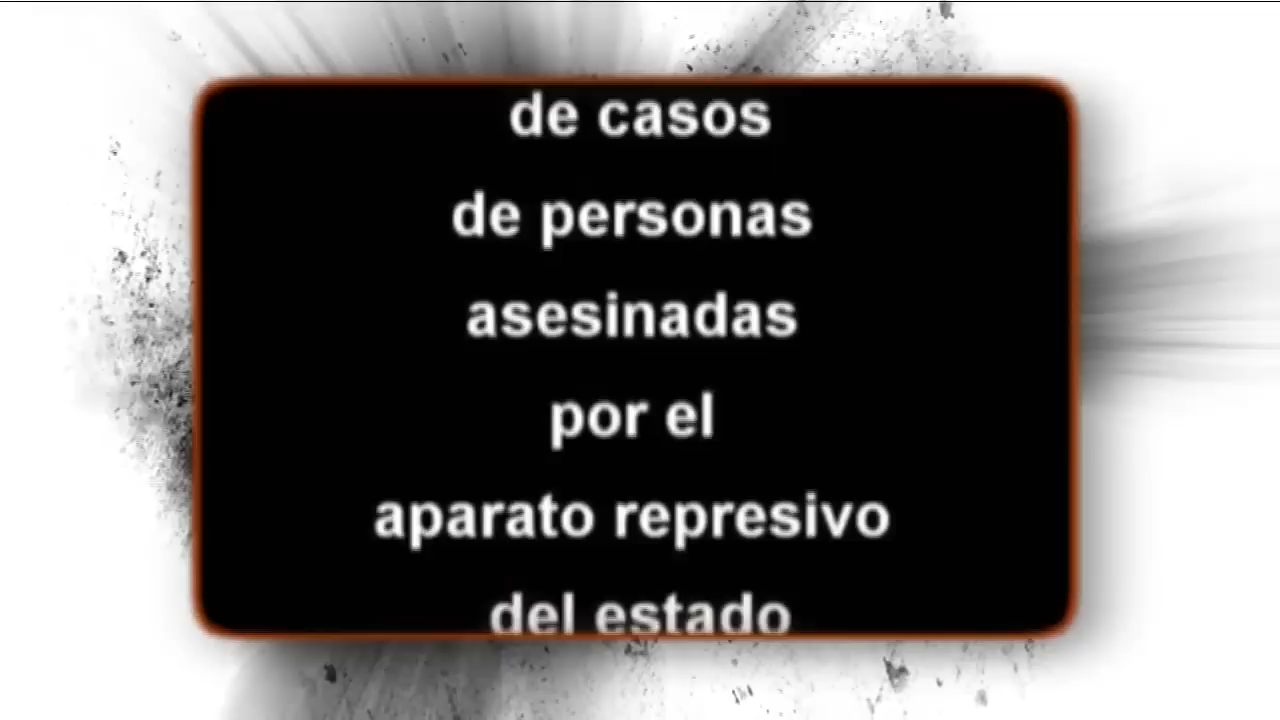 de casos
de personas
asesinadas
por el
aparato represivo
del estado